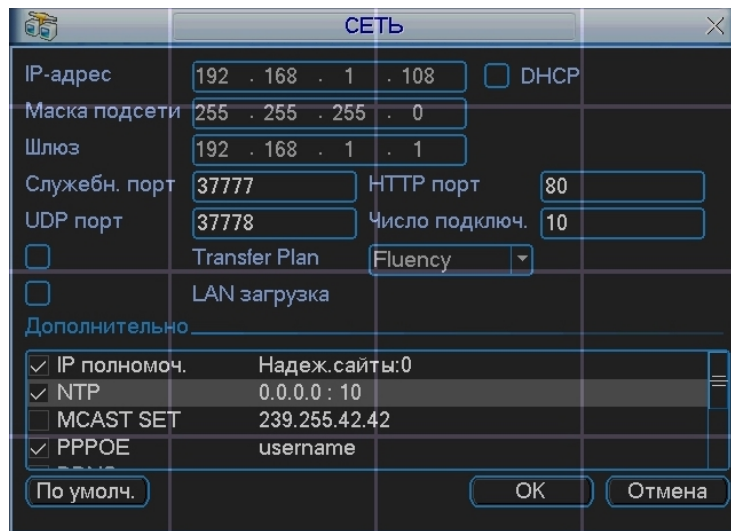 СЕТЬ
IP-адрес 192 . 168 . 1 . 108 DHCP
Маска подсети 255 . 255 . 255 . 0
Шлюз 192 . 168 . 1 . 1
Служебн. порт 37777 HTTP порт 80
UDP порт 37778 Число подключ. 10
Transfer Plan Fluency
LAN загрузка
Дополнительно
IP полномоч. Надеж.сайты:0
NTP 0.0.0.0 : 10
MCAST SET 239.255.42.42
PPPOE username
По умолч. OK Отмена